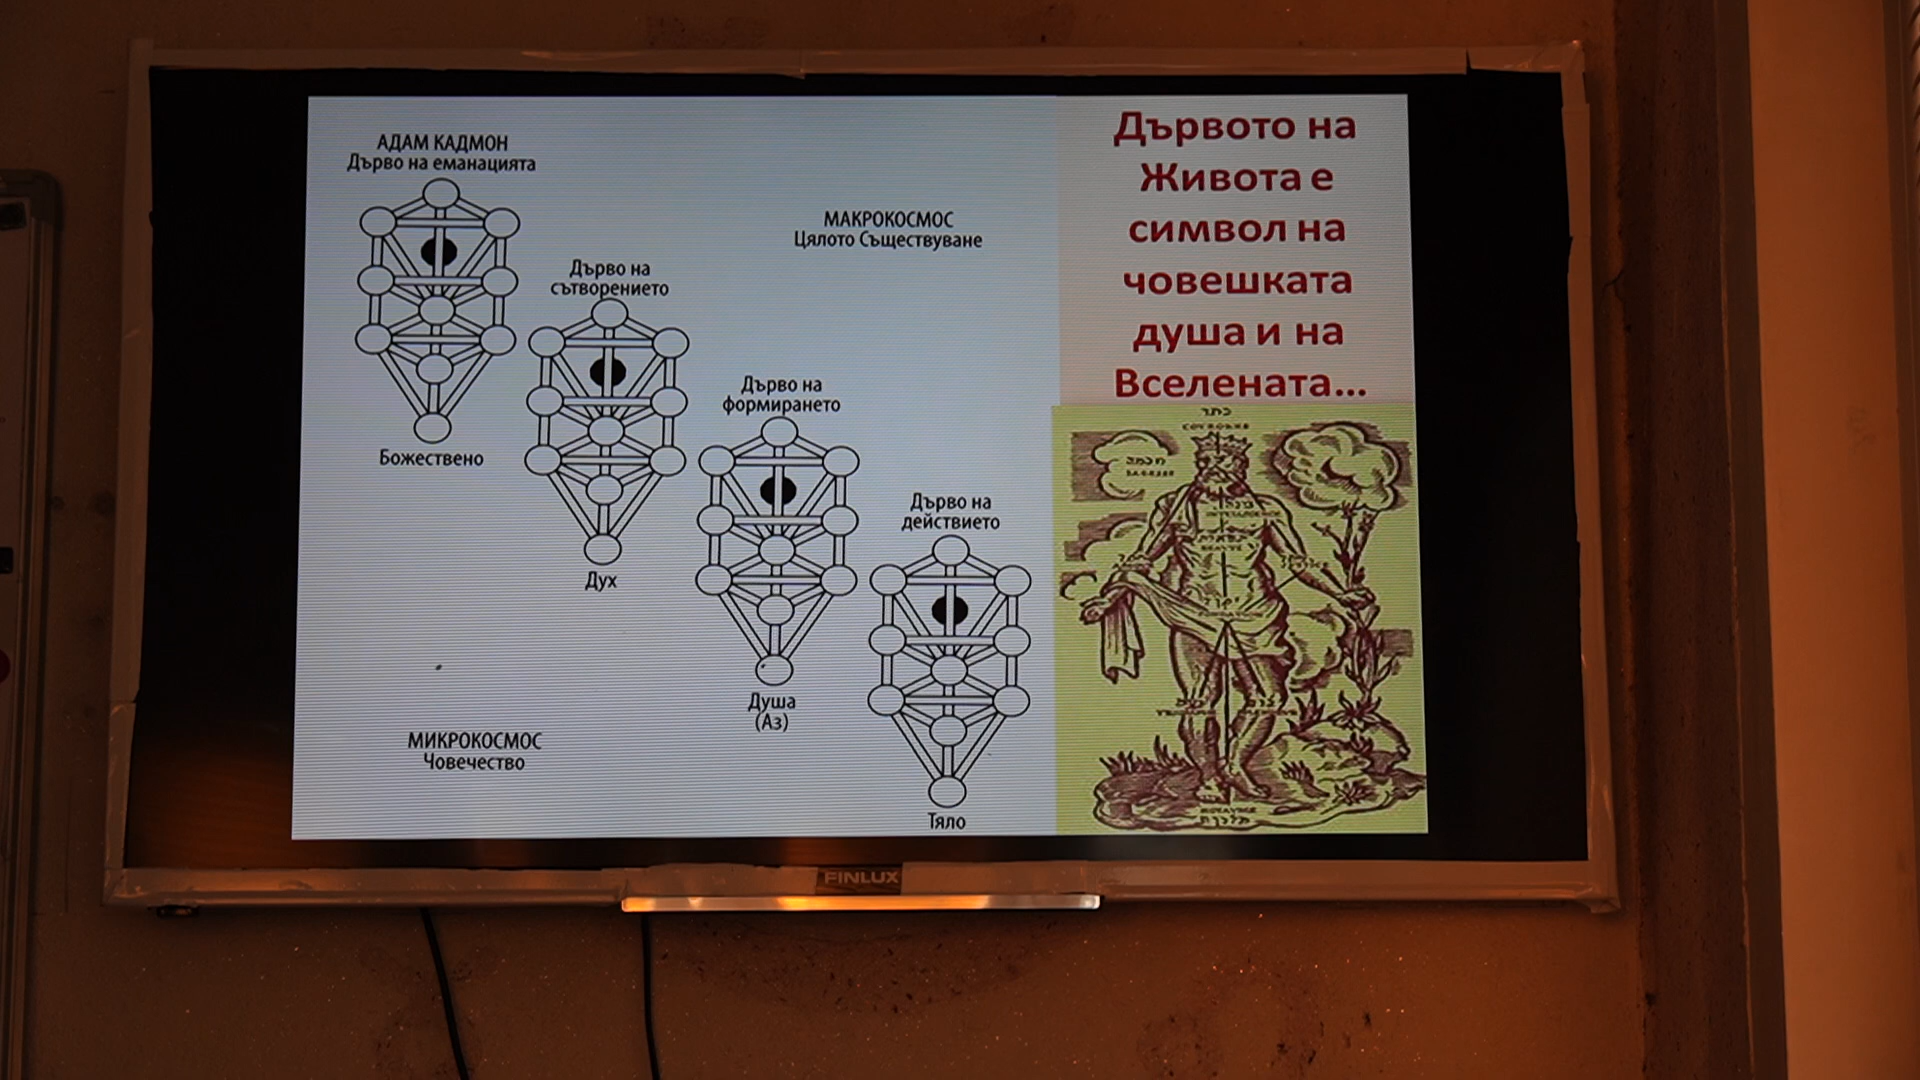 АДАМ КАДМОН
Дърво на еманацията
Божествено
Дърво на
сътворението
Дух
Дърво на
формирането
Душа
(Аз)
Дърво на
действието
Тяло
МАКРОКОСМОС
Цялото Съществуване
МИКРОКОСМОС
Човечество
Дървото на
Живота е
символ на
човешката
душа и на
Вселената...
כתר
FINLUX